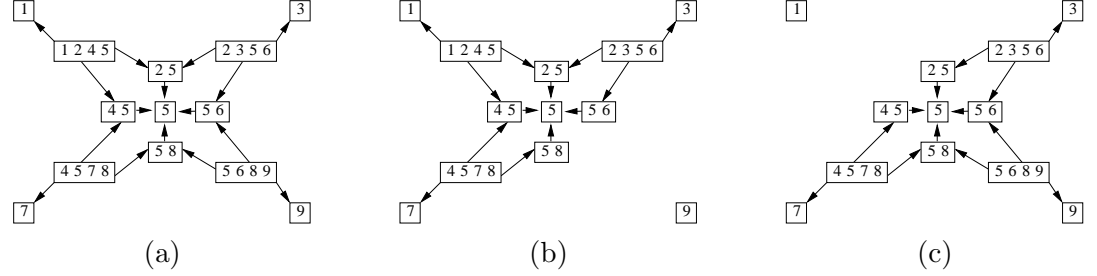 1 3 1 3 1 3
1 2 4 5 2 3 5 6 1 2 4 5 2 3 5 6 2 3 5 6
2 5 2 5 2 5
4 5 5 5 6 4 5 5 5 6 4 5 5 5 6
5 8 5 8 5 8
4 5 7 8 5 6 8 9 4 5 7 8 4 5 7 8 5 6 8 9
7 9 7 9 7 9
(a) (b) (c)